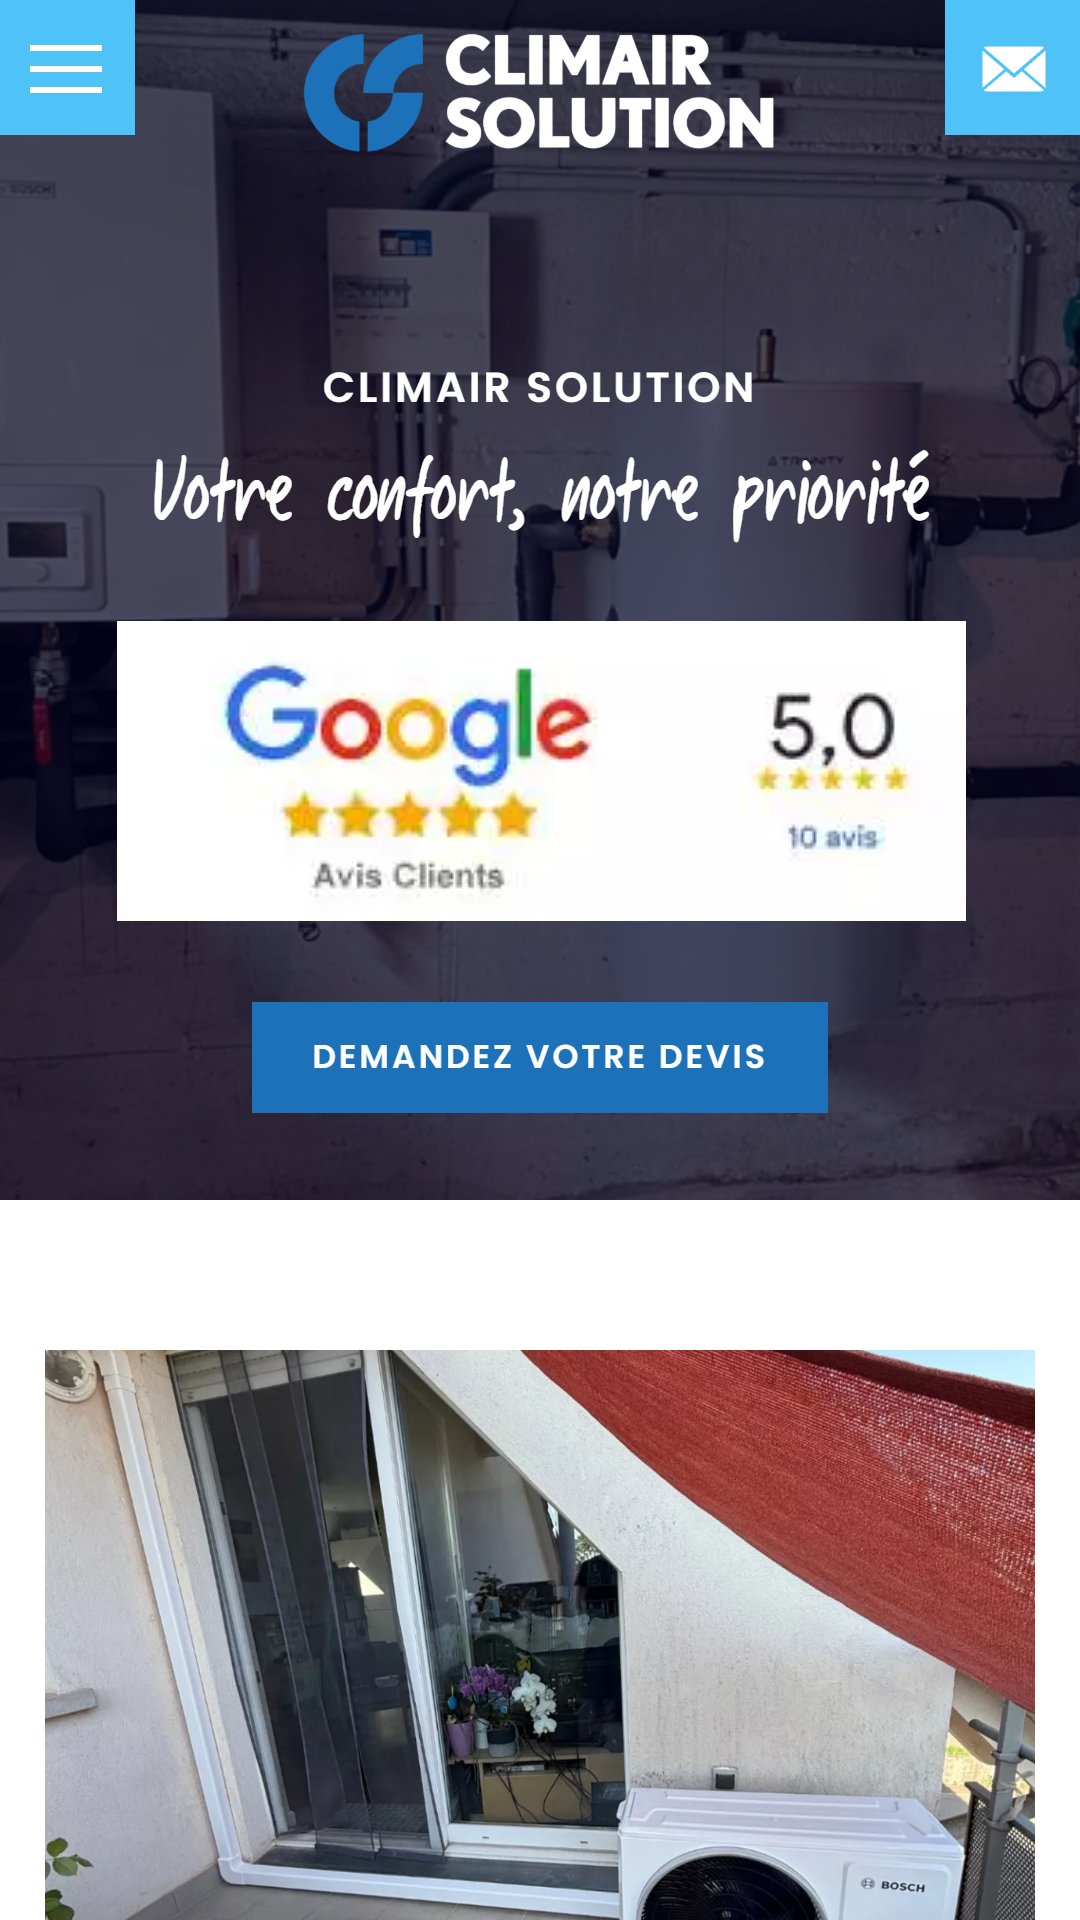 CLIMAIR
SOLUTION
BOSCH
CLIMAIR SOLUTION
Votre confort, notre priorité
Google
5,0
10 avis
Avis Clients
DEMANDEZ VOTRE DEVIS
BOSCH